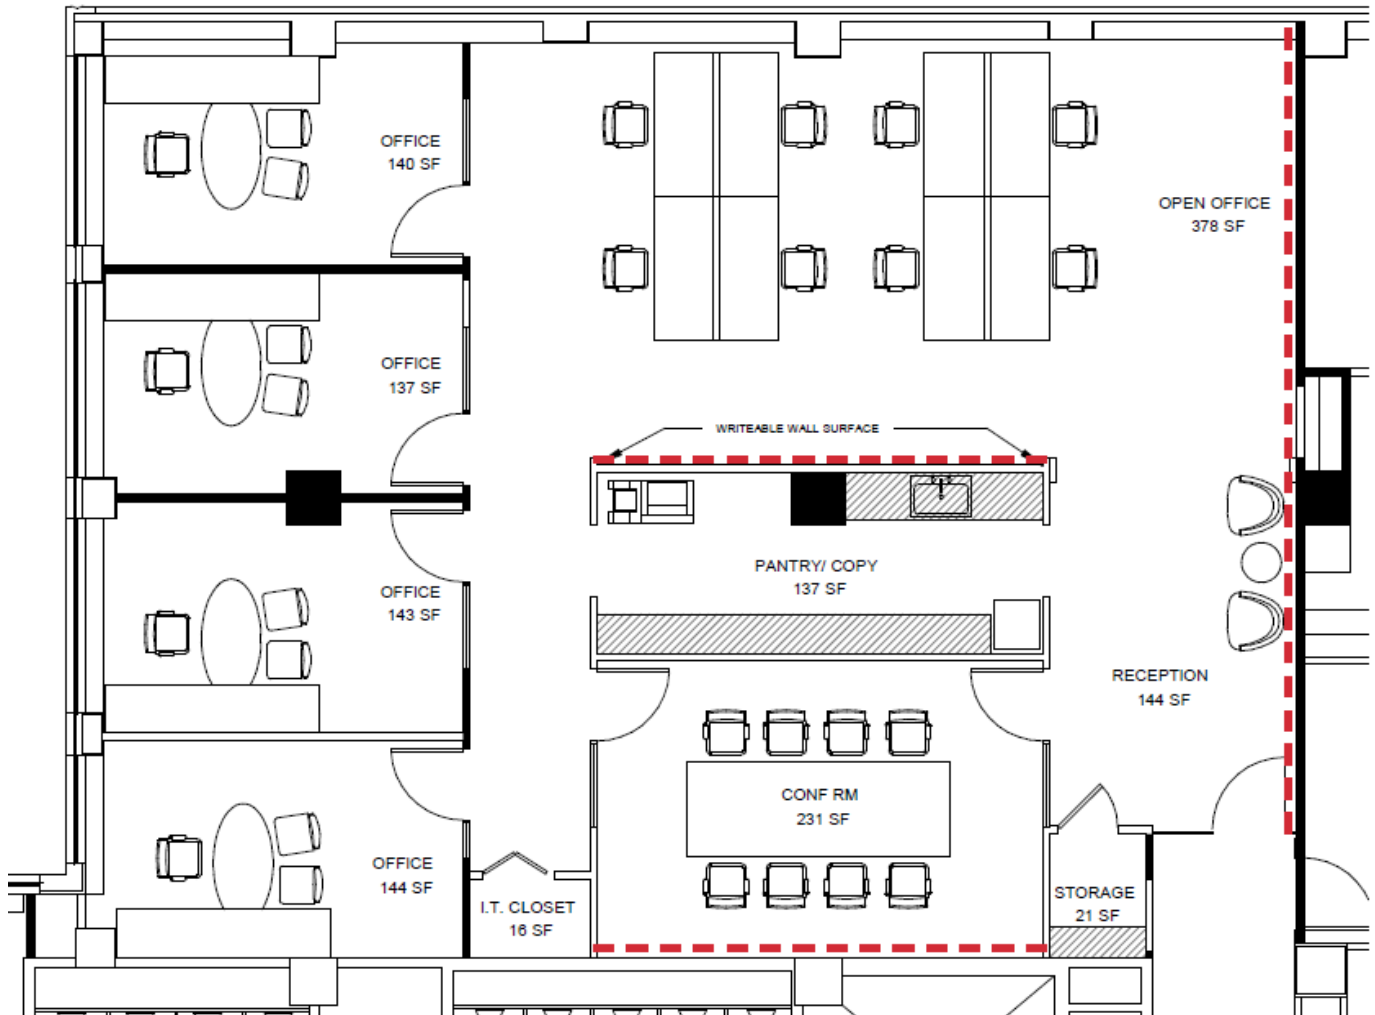 OFFICE
140 SF
OPEN OFFICE
378 SF
OFFICE
137 SF
WRITEABLE WALL SURFACE
PANTRY/ COPY
137 SF
OFFICE
143 SF
RECEPTION
144 SF
CONF RM
231 SF
OFFICE
144 SF
I.T. CLOSET
16 SF
STORAGE
21 SF